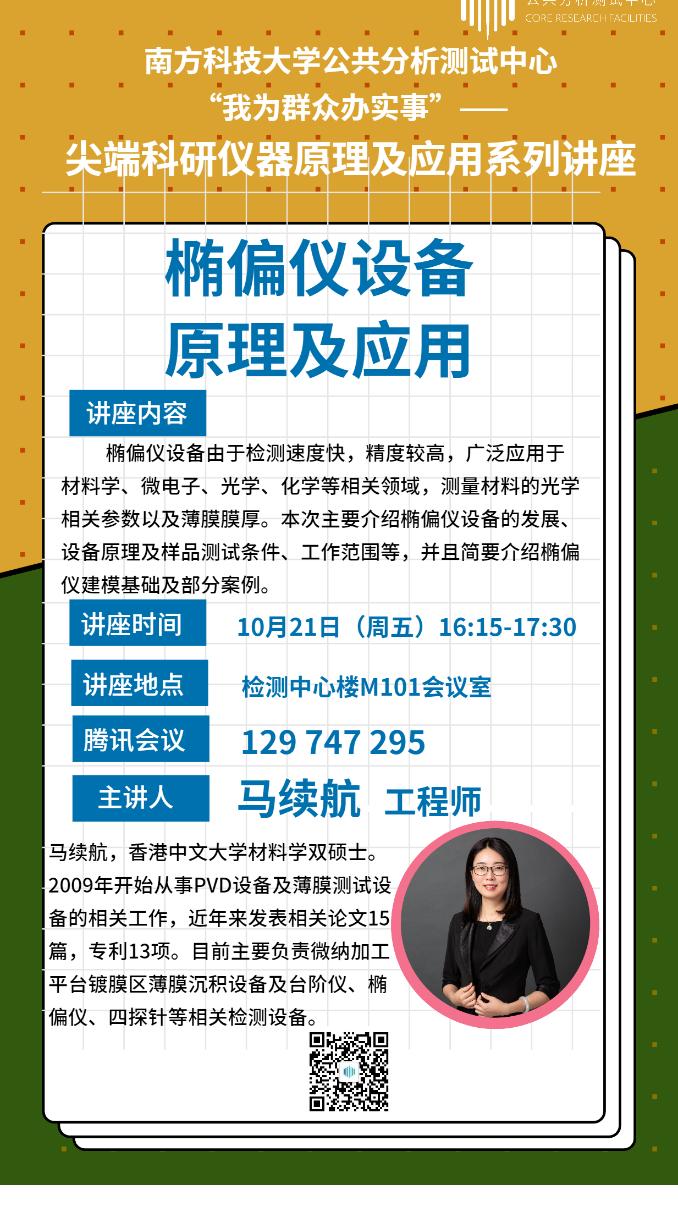 公共分析测试中心
CORE RESEARCH FACILITIES
南方科技大学公共分析测试中心
“我为群众办实事”——
尖端科研仪器原理及应用系列讲座
椭偏仪设备
原理及应用
讲座内容
椭偏仪设备由于检测速度快，精度较高，广泛应用于
材料学、微电子、光学、化学等相关领域，测量材料的光学
相关参数以及薄膜膜厚。本次主要介绍椭偏仪设备的发展、
设备原理及样品测试条件、工作范围等，并且简要介绍椭偏
仪建模基础及部分案例。
讲座时间 10月21日（周五）16:15-17:30
讲座地点 检测中心楼M101会议室
腾讯会议 129 747 295
主讲人 马续航 工程师
马续航，香港中文大学材料学双硕士。
2009年开始从事PVD设备及薄膜测试设
备的相关工作，近年来发表相关论文15
篇，专利13项。目前主要负责微纳加工
平台镀膜区薄膜沉积设备及台阶仪、椭
偏仪、四探针等相关检测设备。